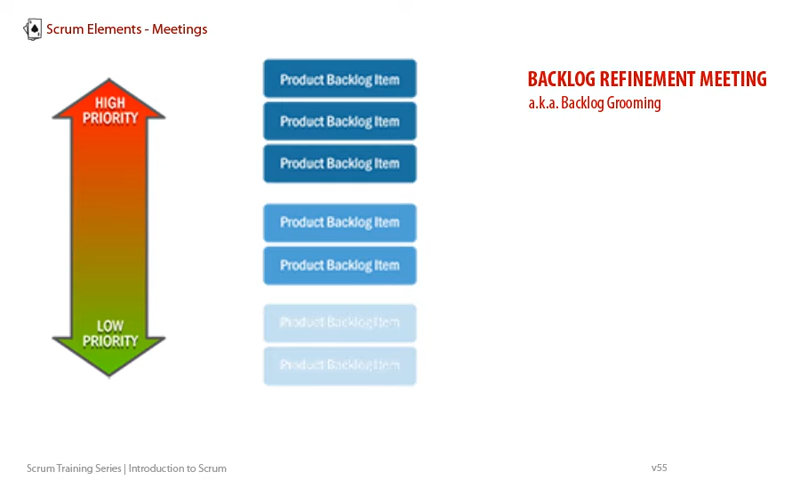 Scrum Elements - Meetings
HIGH
PRIORITY
LOW
PRIORITY
Product Backlog Item
Product Backlog Item
Product Backlog Item
Product Backlog Item
Product Backlog Item
Product Backlog Item
Product Backlog Item
BACKLOG REFINEMENT MEETING
a.k.a. Backlog Grooming
Scrum Training Series | Introduction to Scrum
v55